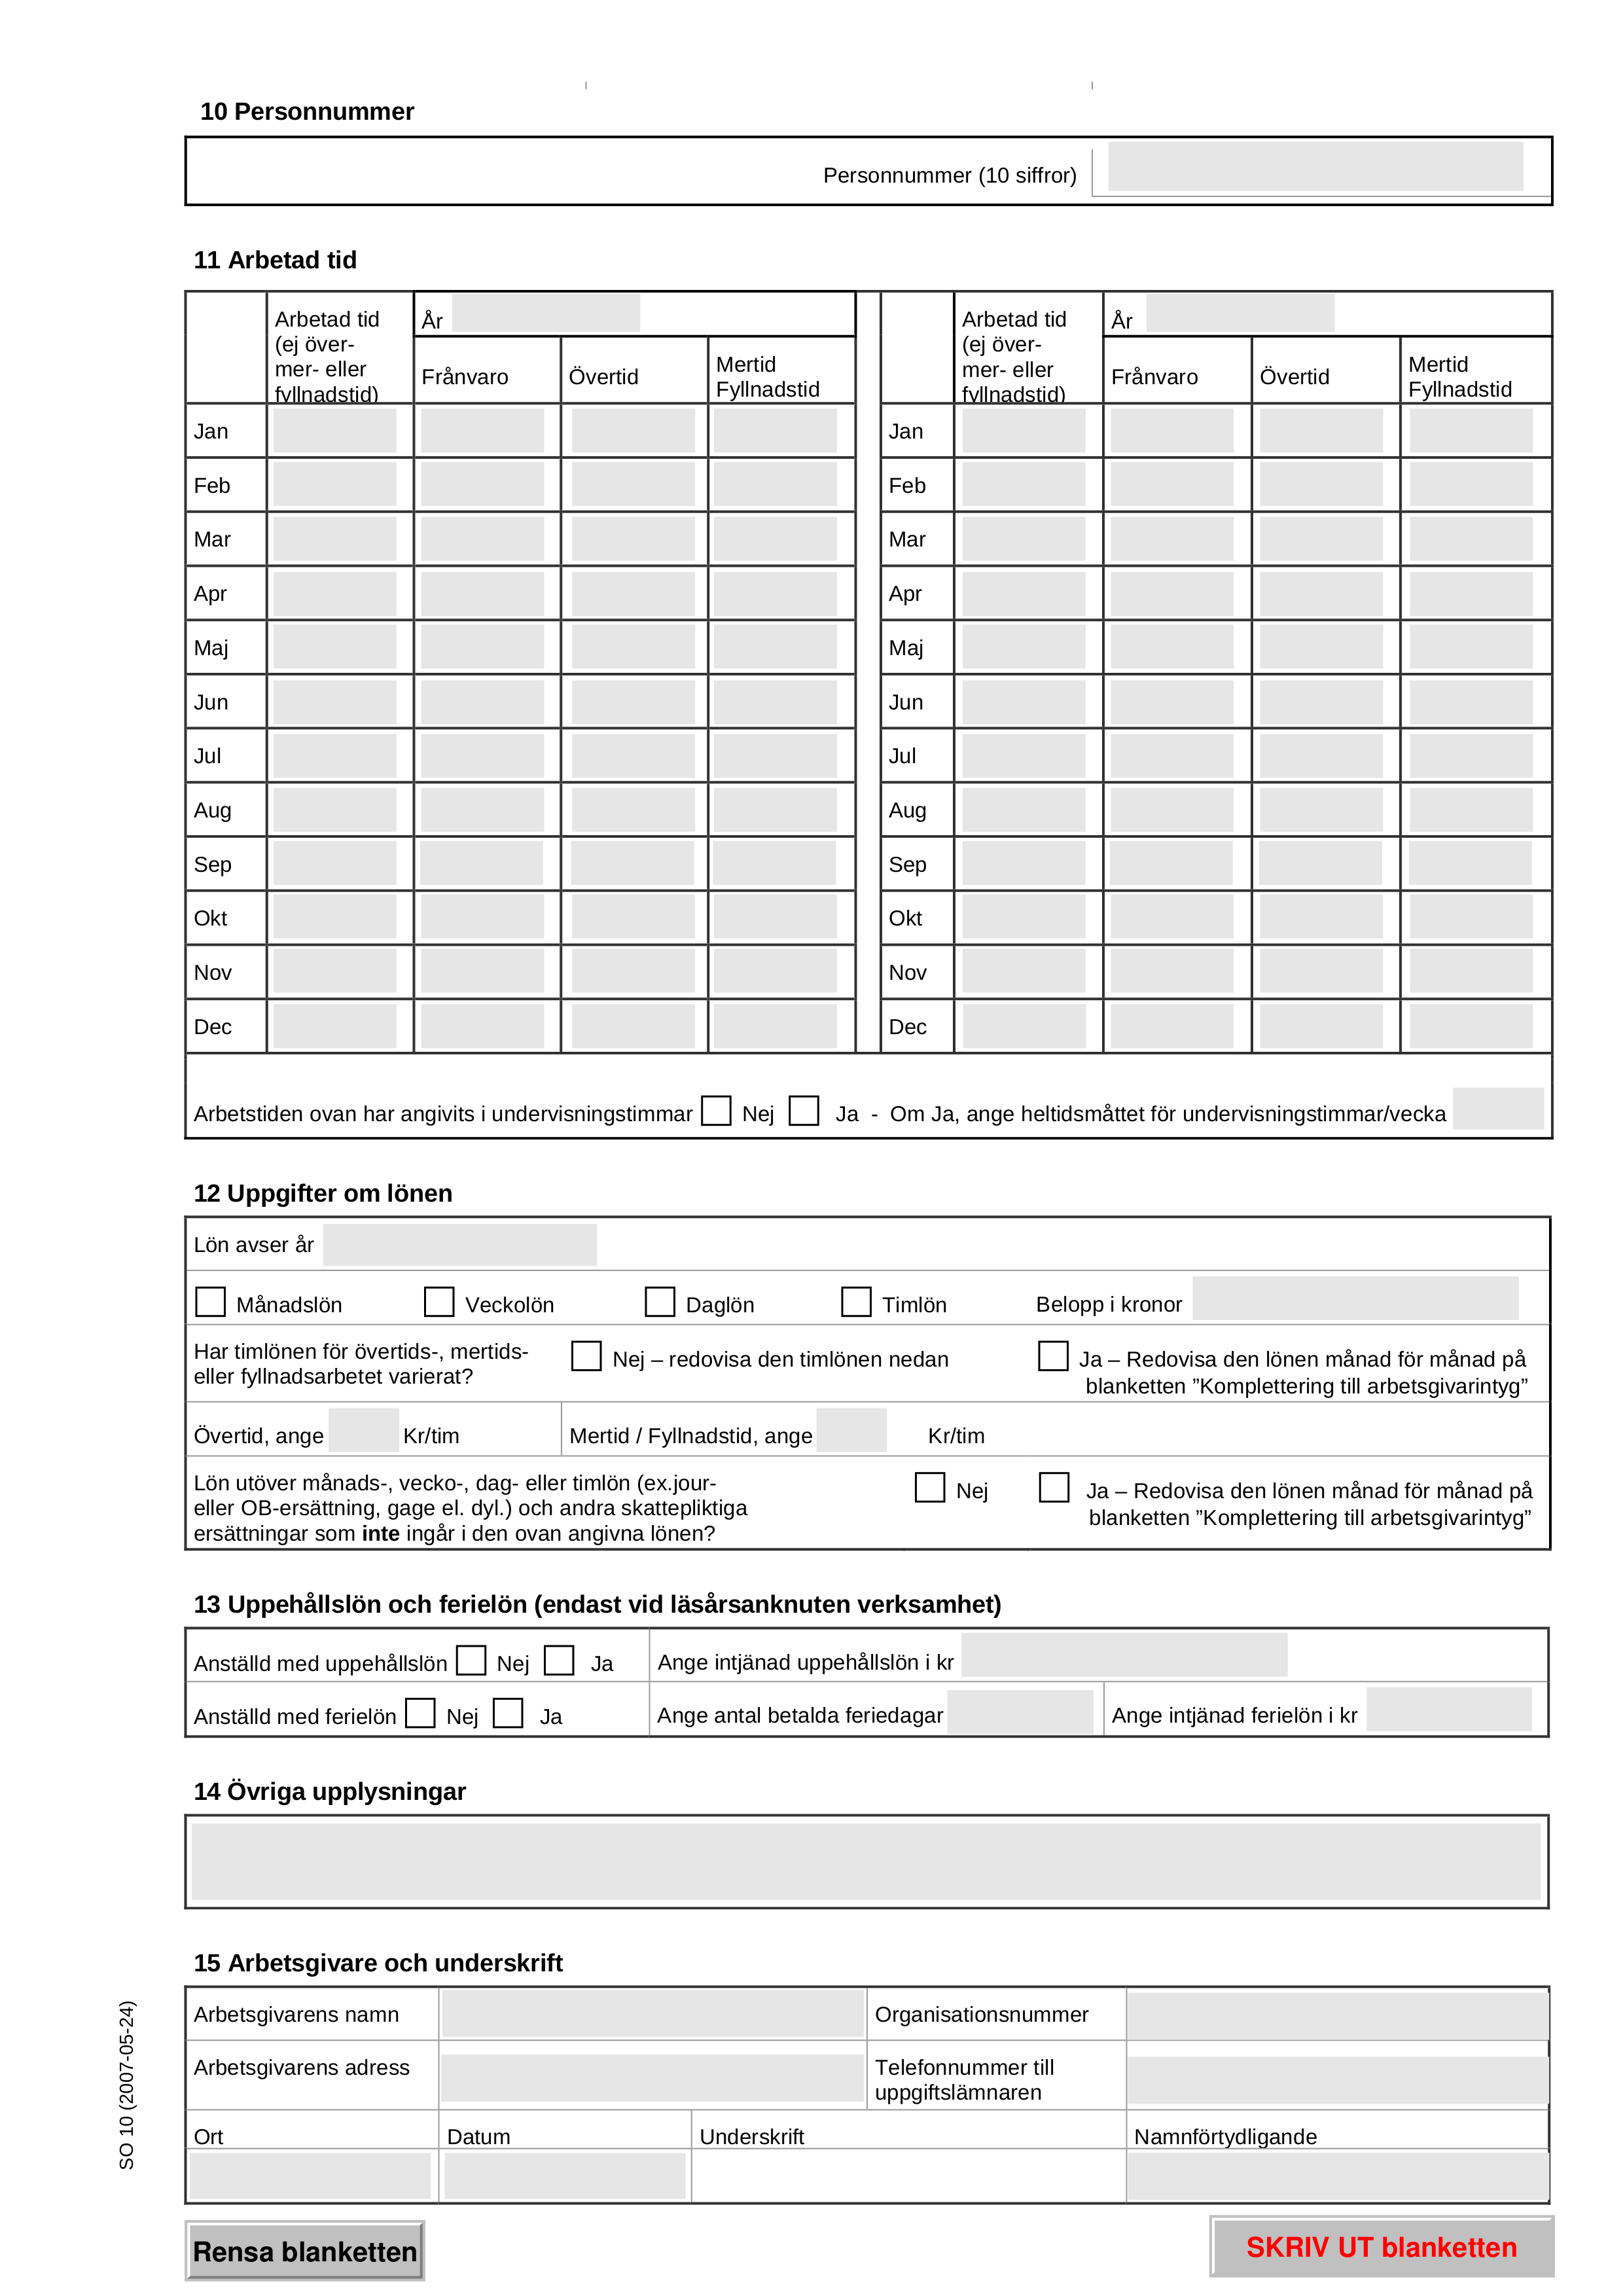 10 Personnummer
Personnummer (10 siffror)
11 Arbetad tid
Arbetad tid
(ej över-
mer- eller
fyllnadstid)
År
Frånvaro Övertid Mertid
Fyllnadstid
Arbetad tid
(ej över-
mer- eller
fyllnadstid)
År
Frånvaro Övertid Mertid
Fyllnadstid
Jan Jan
Feb Feb
Mar Mar
Apr Apr
Maj Maj
Jun Jun
Jul Jul
Aug Aug
Sep Sep
Okt Okt
Nov Nov
Dec Dec
Arbetstiden ovan har angivits i undervisningstimmar Nej Ja - Om Ja, ange heltidsmåttet för undervisningstimmar/vecka
12 Uppgifter om lönen
Lön avser år
Månadslön Veckolön Daglön Timlön Belopp i kronor
Har timlönen för övertids-, mertids-
eller fyllnadsarbetet varierat?
Nej – redovisa den timlönen nedan
Ja – Redovisa den lönen månad för månad på
blanketten ”Komplettering till arbetsgivarintyg”
Övertid, ange Kr/tim Mertid / Fyllnadstid, ange Kr/tim
Lön utöver månads-, vecko-, dag- eller timlön (ex.jour-
eller OB-ersättning, gage el. dyl.) och andra skattepliktiga
ersättningar som inte ingår i den ovan angivna lönen?
Nej
Ja – Redovisa den lönen månad för månad på
blanketten ”Komplettering till arbetsgivarintyg”
13 Uppehållslön och ferielön (endast vid läsårsanknuten verksamhet)
Anställd med uppehållslön Nej Ja Ange intjänad uppehållslön i kr
Anställd med ferielön Nej Ja Ange antal betalda feriedagar Ange intjänad ferielön i kr
14 Övriga upplysningar
15 Arbetsgivare och underskrift
Arbetsgivarens namn Organisationsnummer
Arbetsgivarens adress Telefonnummer till
uppgiftslämnaren
Ort Datum Underskrift Namnförtydligande
SO 10 (2007-05-24)
Rensa blanketten SKRIV UT blanketten